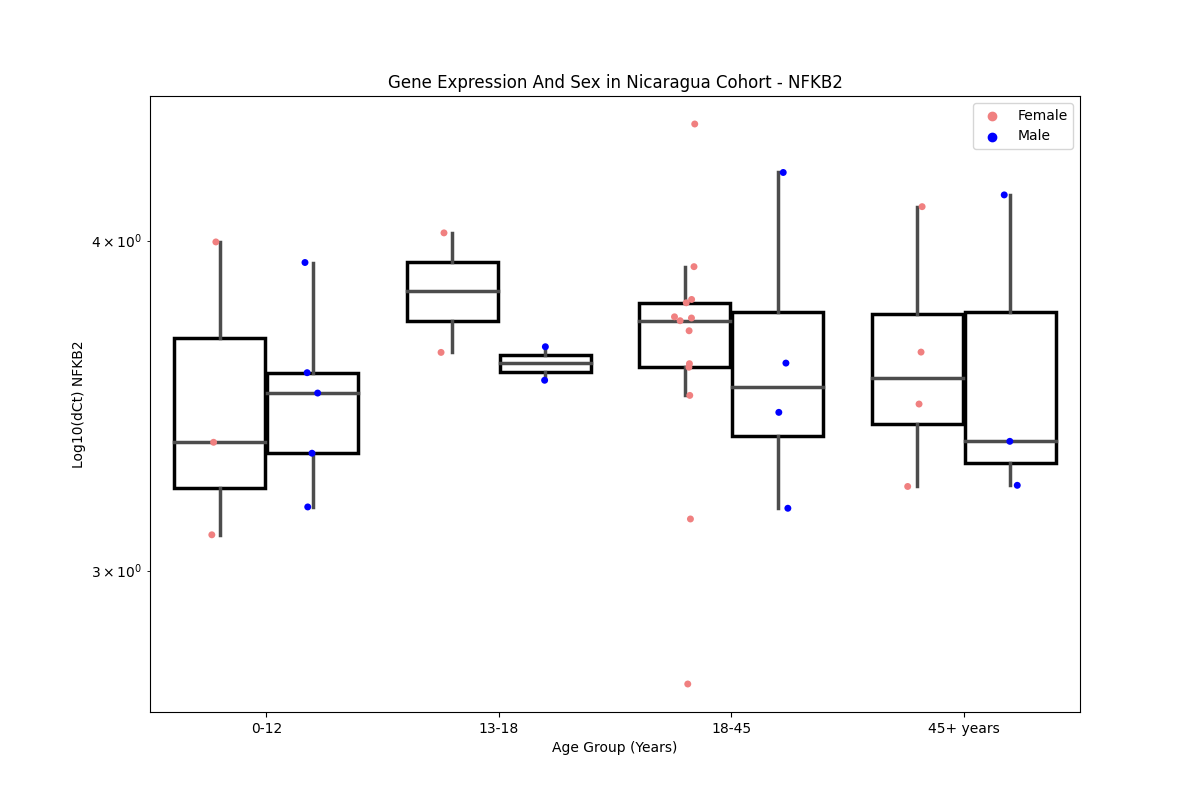 Gene Expression And Sex in Nicaragua Cohort - NFKB2
Female
Male
Log10(dCt) NFKB2
4 × 10⁰
3 × 10⁰
0-12
13-18
18-45
45+ years
Age Group (Years)